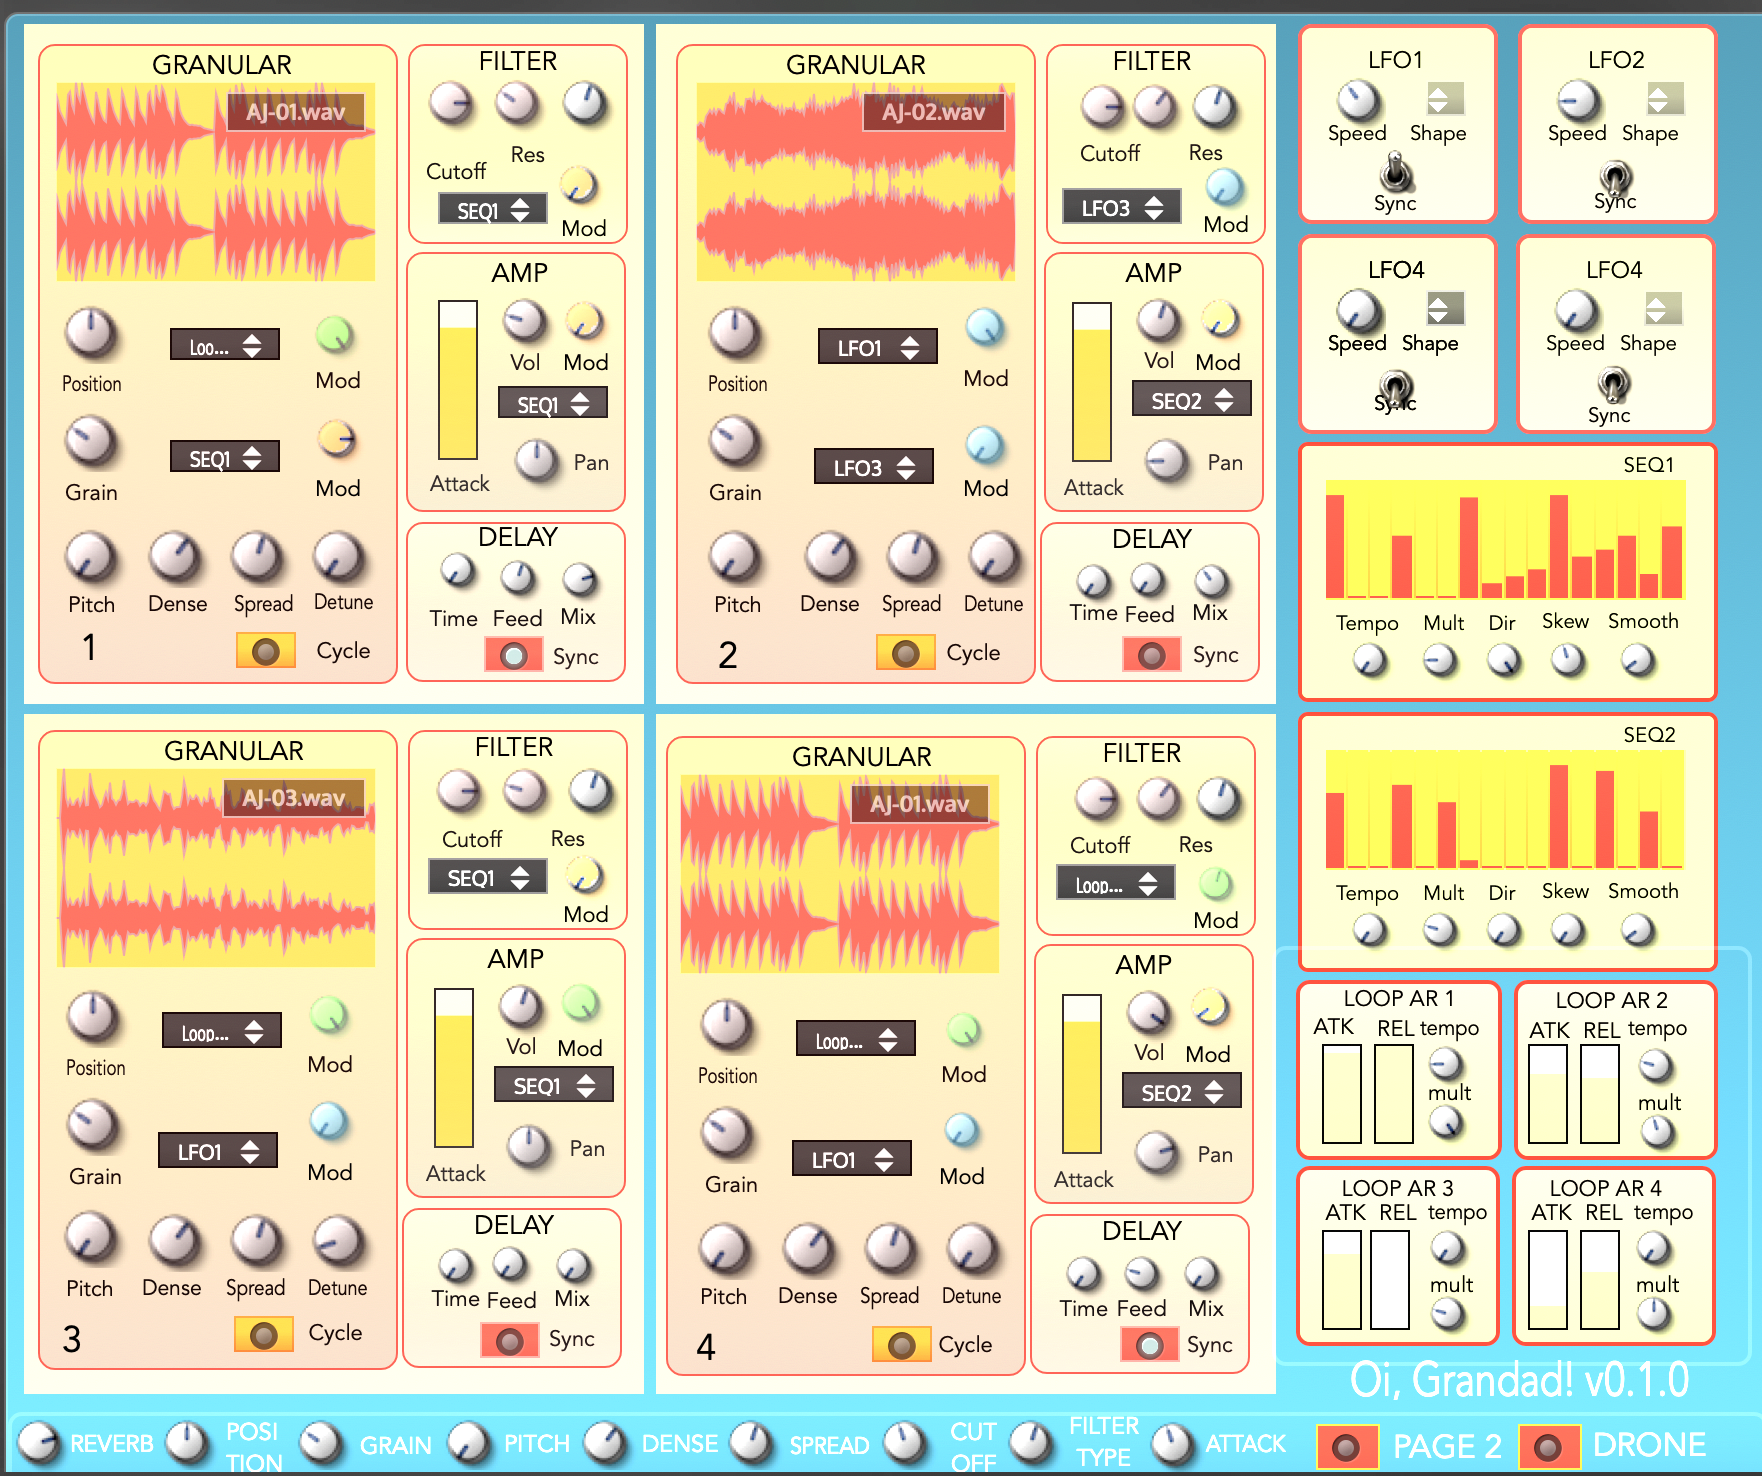 GRANULAR
AJ-01.wav
Position
Loo...
Mod
Grain
SEQ1
Mod
Pitch Dense Spread Detune
1
Cycle
FILTER
Res
Cutoff
SEQ1
Mod
AMP
Vol Mod
SEQ1
Attack
Pan
DELAY
Time Feed Mix
Sync
GRANULAR
AJ-02.wav
Position
LFO1
Mod
Grain
LFO3
Mod
Pitch Dense Spread Detune
2
Cycle
FILTER
Cutoff Res
LFO3
Mod
AMP
Vol Mod
SEQ2
Attack
Pan
DELAY
Time Feed Mix
Sync
LFO1
Speed Shape
Sync
LFO2
Speed Shape
Sync
LFO4
Speed Shape
Sync
LFO4
Speed Shape
Sync
SEQ1
Tempo Mult Dir Skew Smooth
SEQ2
Tempo Mult Dir Skew Smooth
GRANULAR
AJ-03.wav
Position
Loop...
Mod
Grain
LFO1
Mod
Pitch Dense Spread Detune
3
Cycle
FILTER
Cutoff Res
SEQ1
Mod
AMP
Vol Mod
SEQ1
Attack
Pan
DELAY
Time Feed Mix
Sync
GRANULAR
AJ-01.wav
Position
Loop...
Mod
Grain
LFO1
Mod
Pitch Dense Spread Detune
4
Cycle
FILTER
Cutoff Res
Loop...
Mod
AMP
Vol Mod
SEQ2
Attack
Pan
DELAY
Time Feed Mix
Sync
LOOP AR 1
ATK REL tempo
mult
LOOP AR 2
ATK REL tempo
mult
LOOP AR 3
ATK REL tempo
mult
LOOP AR 4
ATK REL tempo
mult
Oi, Grandad! v0.1.0
REVERB
POSI
TION
GRAIN
PITCH
DENSE
SPREAD
CUT
OFF
FILTER
TYPE
ATTACK
PAGE 2
DRONE